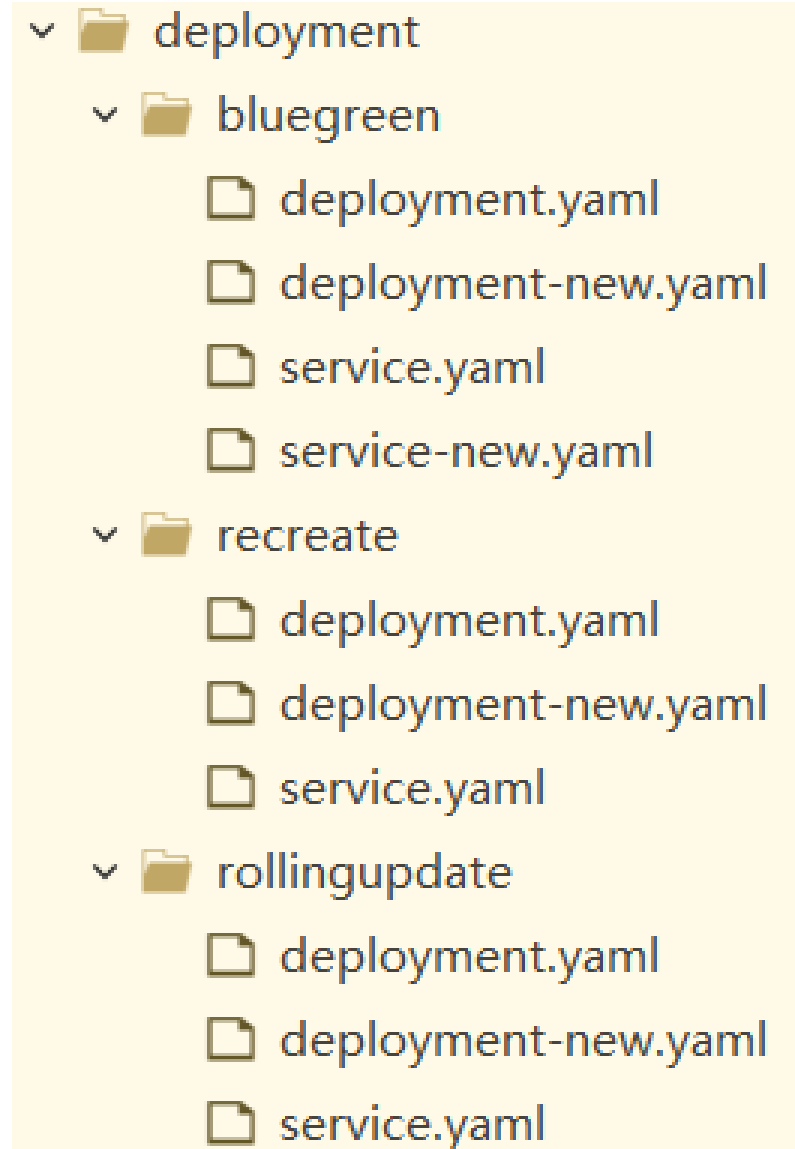 deployment
bluegreen
deployment.yaml
deployment-new.yaml
service.yaml
service-new.yaml
recreate
deployment.yaml
deployment-new.yaml
service.yaml
rollingupdate
deployment.yaml
deployment-new.yaml
service.yaml